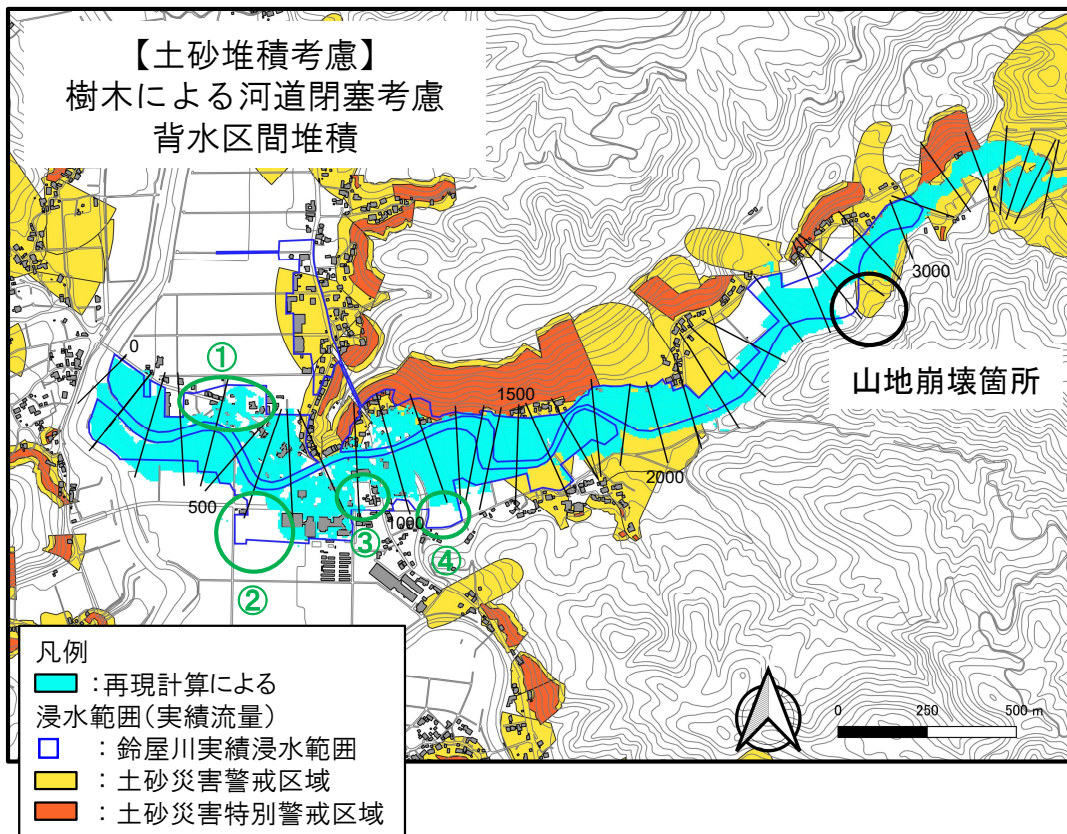 【土砂堆積考慮】
樹木による河道閉塞考慮
背水区間堆積
0
①
500
②
③
1000
④
1500
2000
3000
山地崩壊箇所
凡例
：再現計算による
浸水範囲（実績流量）
：鈴屋川実績浸水範囲
：土砂災害警戒区域
：土砂災害特別警戒区域
0 250 500 m